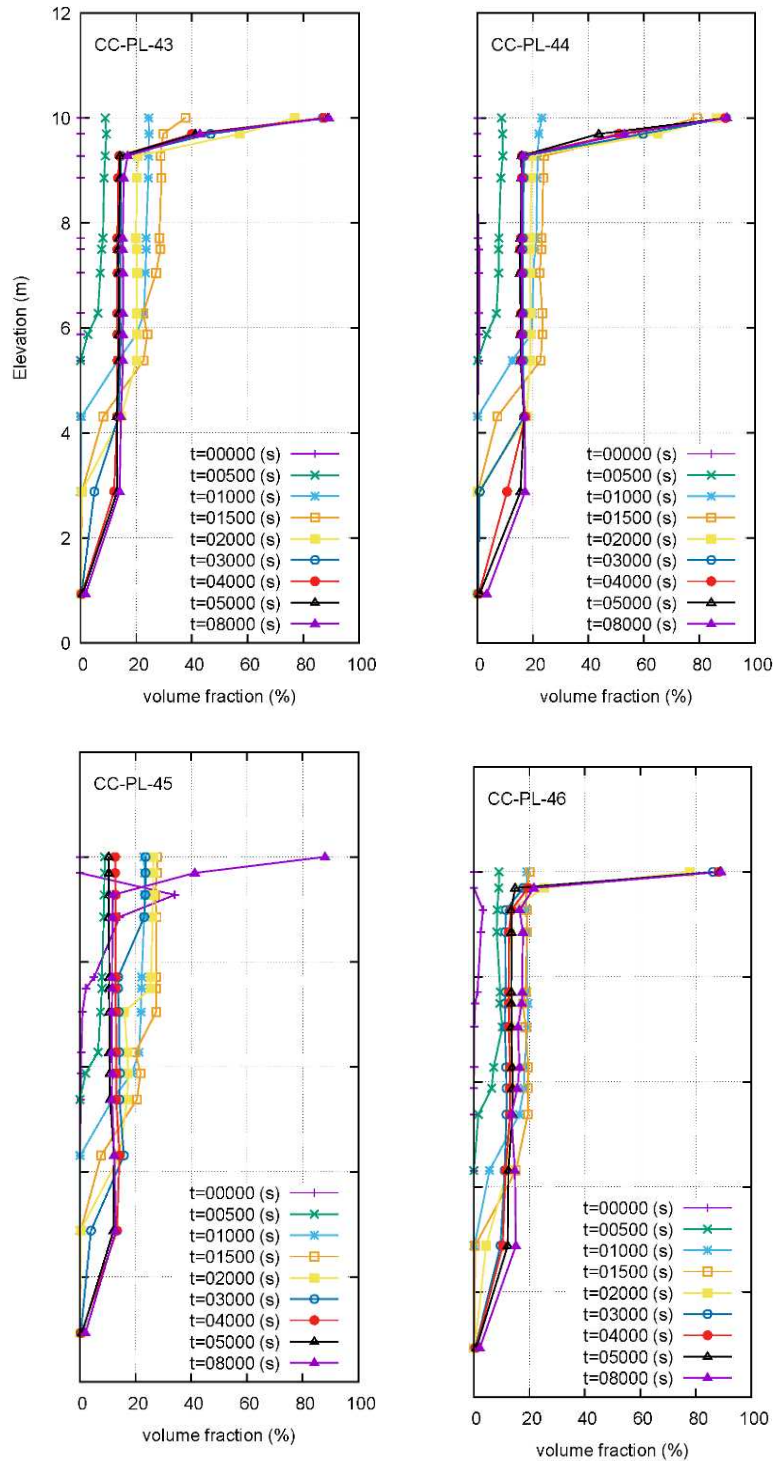 CC-PL-43
12
10
8
6
4
2
0
Elevation (m)
t=00000 (s)
t=00500 (s)
t=01000 (s)
t=01500 (s)
t=02000 (s)
t=03000 (s)
t=04000 (s)
t=05000 (s)
t=08000 (s)
0 20 40 60 80 100
volume fraction (%)
CC-PL-44
t=00000 (s)
t=00500 (s)
t=01000 (s)
t=01500 (s)
t=02000 (s)
t=03000 (s)
t=04000 (s)
t=05000 (s)
t=08000 (s)
0 20 40 60 80 100
volume fraction (%)
CC-PL-45
t=00000 (s)
t=00500 (s)
t=01000 (s)
t=01500 (s)
t=02000 (s)
t=03000 (s)
t=04000 (s)
t=05000 (s)
t=08000 (s)
0 20 40 60 80 100
volume fraction (%)
CC-PL-46
t=00000 (s)
t=00500 (s)
t=01000 (s)
t=01500 (s)
t=02000 (s)
t=03000 (s)
t=04000 (s)
t=05000 (s)
t=08000 (s)
0 20 40 60 80 100
volume fraction (%)